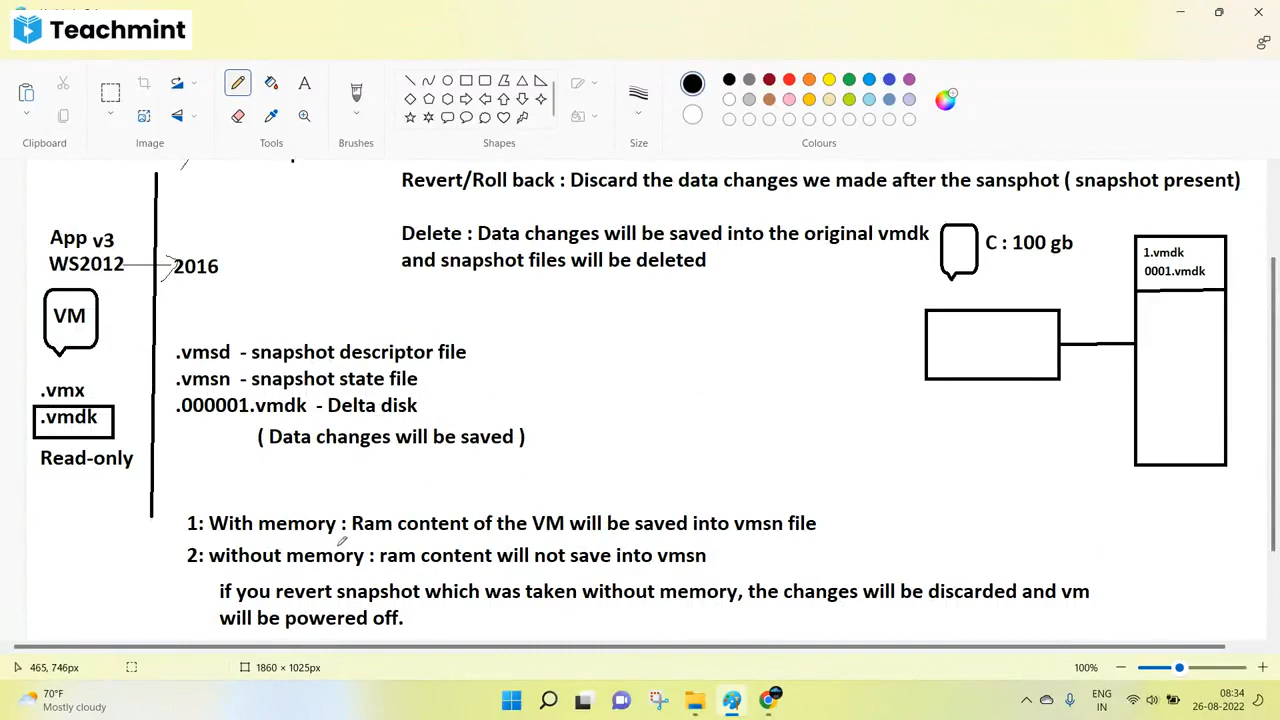 Teachmint
Clipboard
Image
Tools
Brushes
Shapes
Size
Colours
Revert/Roll back : Discard the data changes we made after the sansphot ( snapshot present)
App v3
WS2012
2016
Delete : Data changes will be saved into the original vmdk
and snapshot files will be deleted
C : 100 gb
1.vmdk
0001.vmdk
VM
.vmsd - snapshot descriptor file
.vmsn - snapshot state file
.000001.vmdk - Delta disk
( Data changes will be saved )
.vmx
.vmdk
Read-only
1: With memory : Ram content of the VM will be saved into vmsn file
2: without memory : ram content will not save into vmsn
if you revert snapshot which was taken without memory, the changes will be discarded and vm
will be powered off.
465, 746px
1860 × 1025px
100%
70°F
Mostly cloudy
ENG
IN
08:34
26-08-2022